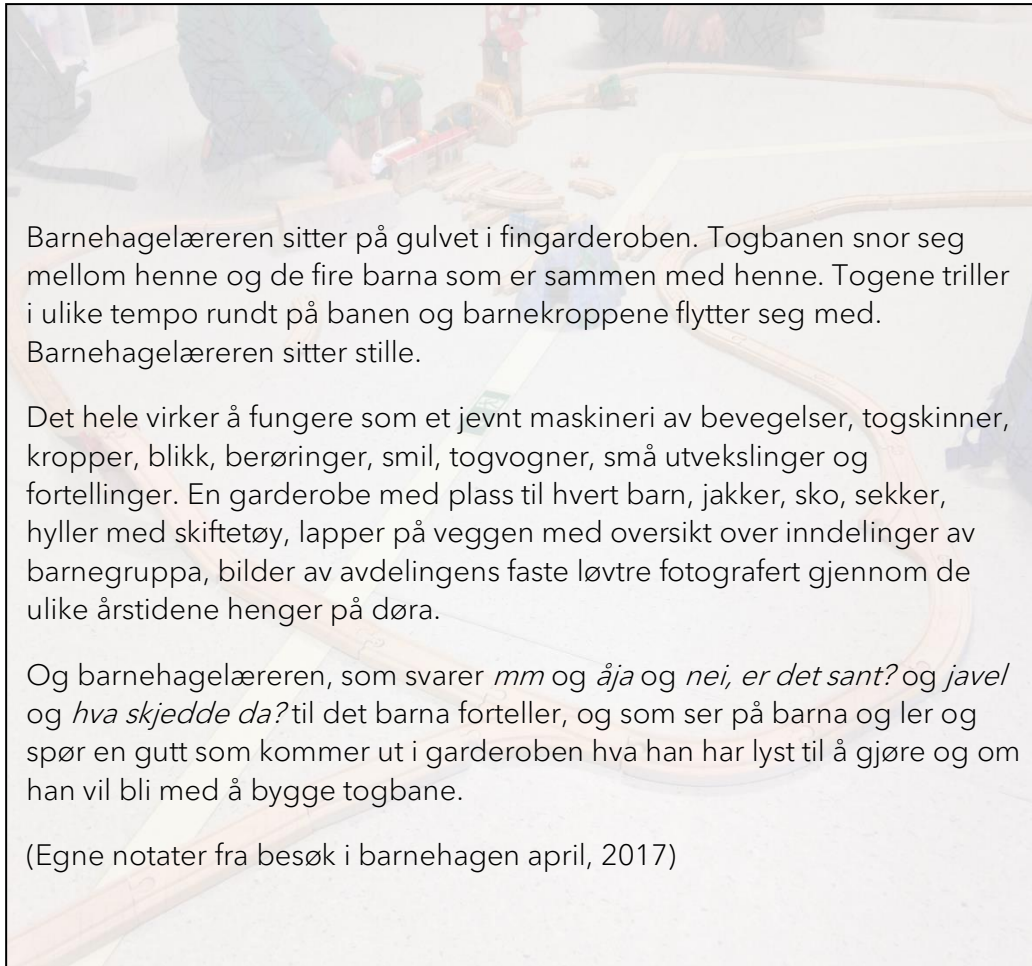 Barnehagelæreren sitter på gulvet i fingarderoben. Togbanen snor seg
mellom henne og de fire barna som er sammen med henne. Togene triller
i ulike tempo rundt på banen og barnekroppene flytter seg med.
Barnehagelæreren sitter stille.
Det hele virker å fungere som et jevnt maskineri av bevegelser, togskinner,
kropper, blikk, berøringer, smil, togvogner, små utvekslinger og
fortellinger. En garderobe med plass til hvert barn, jakker, sko, sekker,
hyller med skiftetøy, lapper på veggen med oversikt over inndelinger av
barnegruppa, bilder av avdelingens faste løvtre fotografert gjennom de
ulike årstidene henger på døra.
Og barnehagelæreren, som svarer mm og åja og nei, er det sant? og javel
og hva skjedde da? til det barna forteller, og som ser på barna og ler og
spør en gutt som kommer ut i garderoben hva han har lyst til å gjøre og om
han vil bli med å bygge togbane.
(Egne notater fra besøk i barnehagen april, 2017)